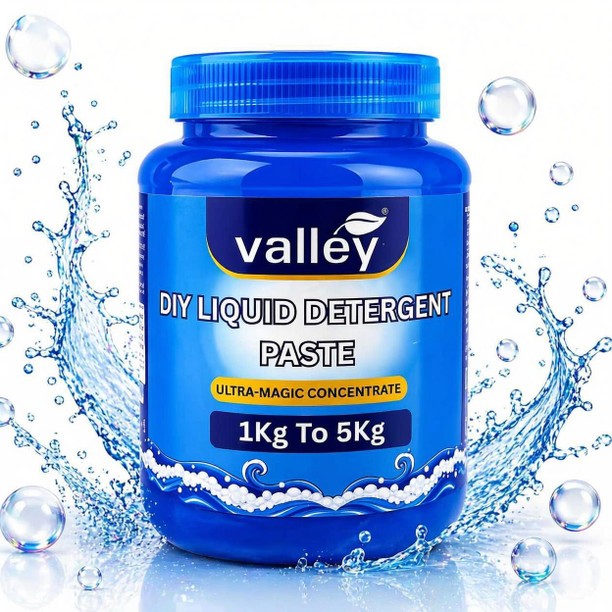 valley
®
DIY LIQUID DETERGENT
PASTE
ULTRA-MAGIC CONCENTRATE
1Kg To 5Kg